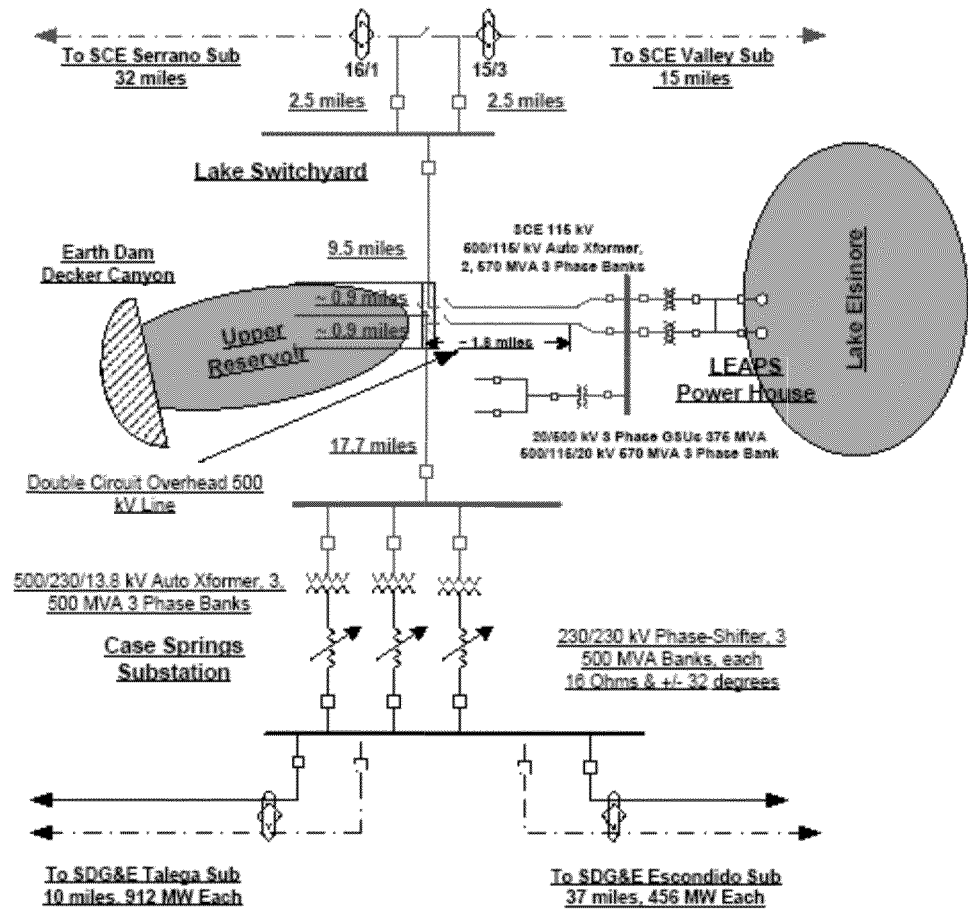 To SCE Serrano Sub
32 miles
16/1
15/3
To SCE Valley Sub
15 miles
2.5 miles
2.5 miles
Lake Switchyard
Earth Dam
Decker Canyon
9.5 miles
SCE 115 kV
500/115/ kV Auto Xformer,
2, 570 MVA 3 Phase Banks
~ 0.9 miles
~ 0.9 miles
Upper
Reservoir
~ 1.8 miles
Lake Elsinore
LEAPS
Power House
17.7 miles
20/500 kV 3 Phase GSUs 375 MVA
500/115/20 kV 570 MVA 3 Phase Bank
Double Circuit Overhead 500
kV Line
500/230/13.8 kV Auto Xformer, 3,
500 MVA 3 Phase Banks
Case Springs
Substation
230/230 kV Phase-Shifter, 3
500 MVA Banks, each
16 Ohms & +/- 32 degrees
To SDG&E Talega Sub
10 miles, 912 MW Each
To SDG&E Escondido Sub
37 miles, 456 MW Each